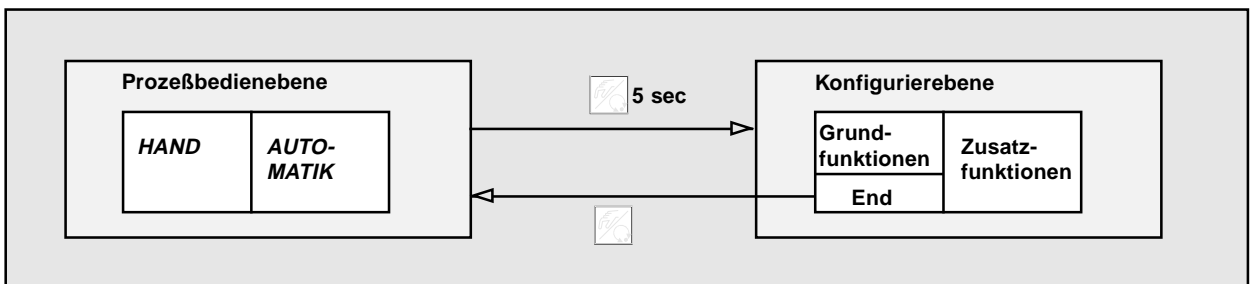 Prozeßbedienebene
HAND
AUTO-
MATIK
5 sec
Konfigurierebene
Grund-
funktionen
End
Zusatz-
funktionen